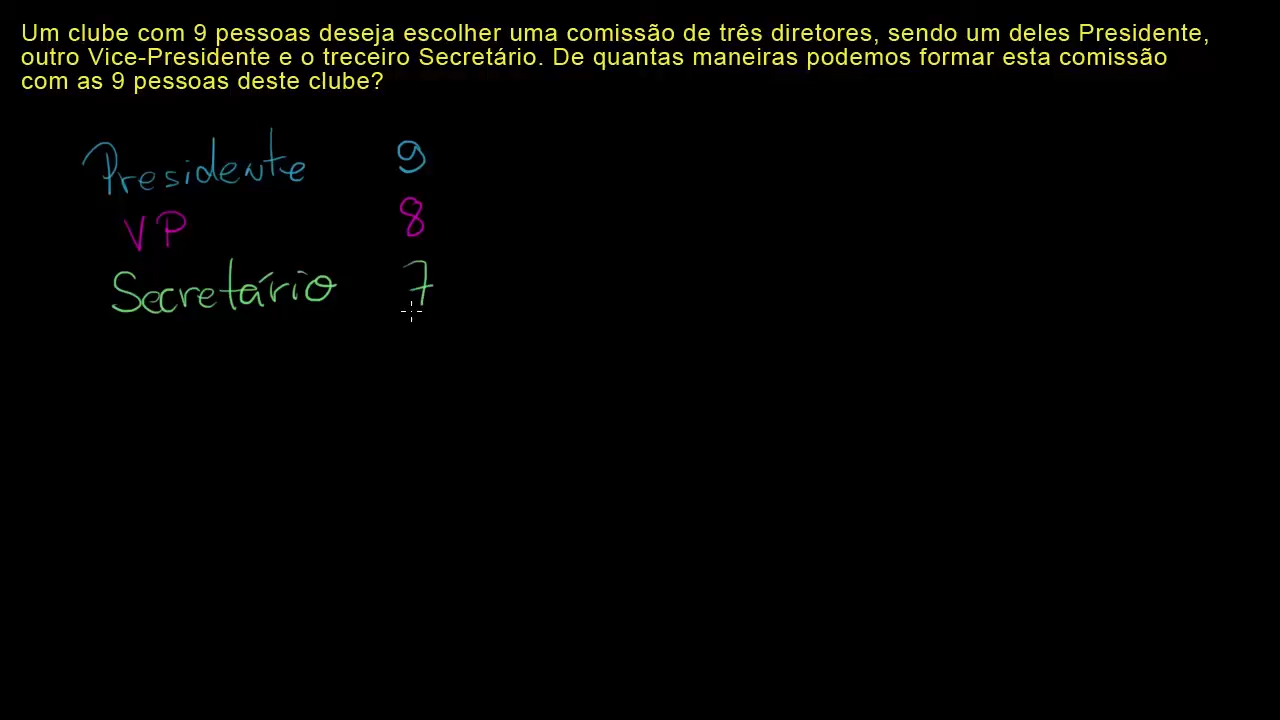 Um clube com 9 pessoas deseja escolher uma comissão de três diretores, sendo um deles Presidente,
outro Vice-Presidente e o treceiro Secretário. De quantas maneiras podemos formar esta comissão
com as 9 pessoas deste clube?
Presidente 9
VP 8
Secretário 7